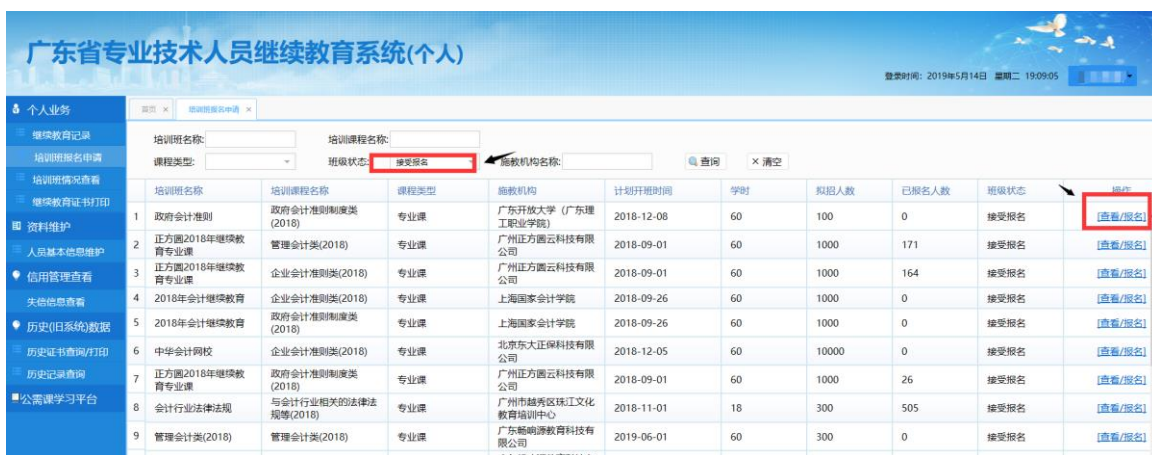 广东省专业技术人员继续教育系统(个人)
登录时间: 2019年5月14日 星期二 19:09:05
个人业务
继续教育记录
培训班报名申请
培训班情况查看
继续教育证书打印
资料维护
人员基本信息维护
信用管理查看
失信信息查看
历史(旧系统)数据
历史证书查询/打印
历史记录查询
公需课学习平台
首页 × 培训班报名申请 ×
培训班名称: 培训课程名称:
课程类型: 班级状态: 接受报名 施教机构名称: 查询 × 清空
培训班名称 培训课程名称 课程类型 施教机构 计划开班时间 学时 拟招人数 已报名人数 班级状态 操作
1 政府会计准则 政府会计准则制度类(2018) 专业课 广东开放大学（广东理工职业学院） 2018-12-08 60 100 0 接受报名 [查看/报名]
2 正方圆2018年继续教育专业课 管理会计类(2018) 专业课 广州正方圆云科技有限公司 2018-09-01 60 1000 171 接受报名 [查看/报名]
3 正方圆2018年继续教育专业课 企业会计准则类(2018) 专业课 广州正方圆云科技有限公司 2018-09-01 60 1000 164 接受报名 [查看/报名]
4 2018年会计继续教育 企业会计准则类(2018) 专业课 上海国家会计学院 2018-09-26 60 1000 0 接受报名 [查看/报名]
5 2018年会计继续教育 政府会计准则制度类(2018) 专业课 上海国家会计学院 2018-09-26 60 1000 0 接受报名 [查看/报名]
6 中华会计网校 企业会计准则类(2018) 专业课 北京东大正保科技有限公司 2018-12-05 60 10000 0 接受报名 [查看/报名]
7 正方圆2018年继续教育专业课 政府会计准则制度类(2018) 专业课 广州正方圆云科技有限公司 2018-09-01 60 1000 26 接受报名 [查看/报名]
8 会计行业法律法规 与会计行业相关的法律法规等(2018) 专业课 广州市越秀区珠江文化教育培训中心 2018-11-01 18 300 505 接受报名 [查看/报名]
9 管理会计类(2018) 管理会计类(2018) 专业课 广东畅响源教育科技有限公司 2019-06-01 60 300 0 接受报名 [查看/报名]